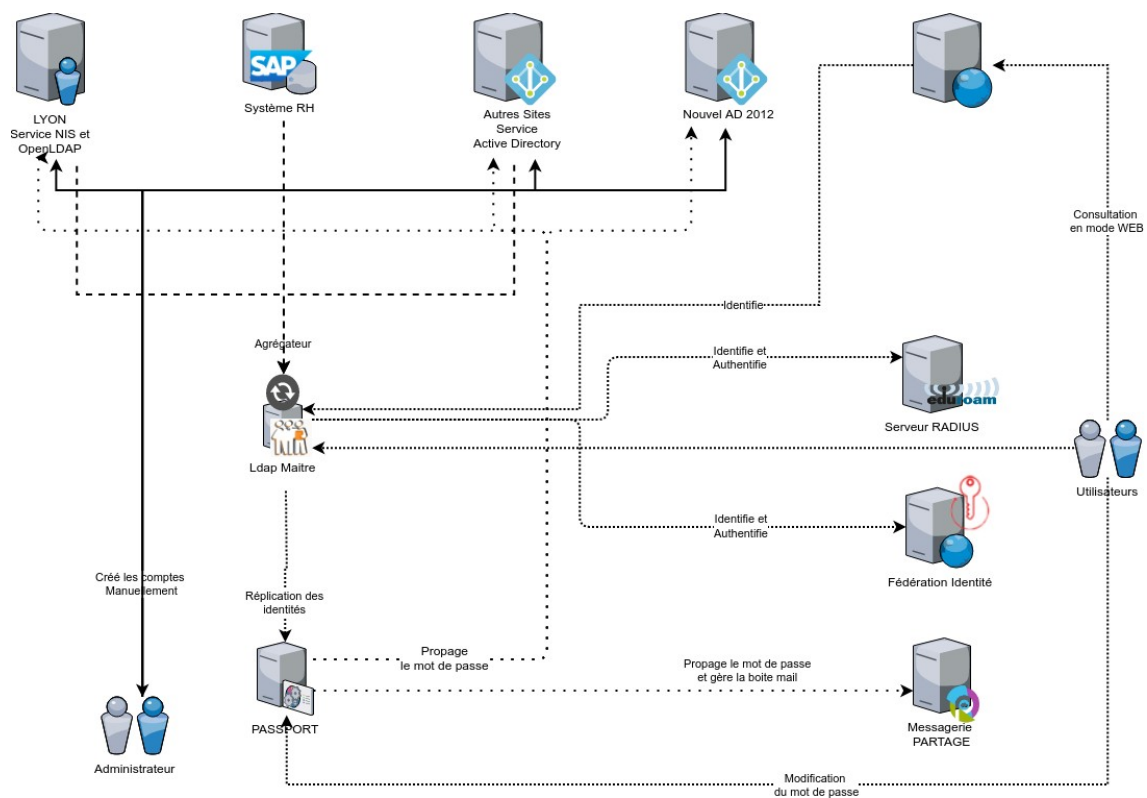 LYON
Service NIS et
OpenLDAP
SAP
Système RH
Autres Sites
Service
Active Directory
Nouvel AD 2012
Consultation
en mode WEB
Identifie
Agrégateur
Identifie et
Authentifie
eduroam
Serveur RADIUS
Ldap Maitre
Utilisateurs
Identifie et
Authentifie
Fédération Identité
Créé les comptes
Manuellement
Réplication des
identités
Propage
le mot de passe
Propage le mot de passe
et gère la boite mail
PASSPORT
Messagerie
PARTAGE
Administrateur
Modification
du mot de passe